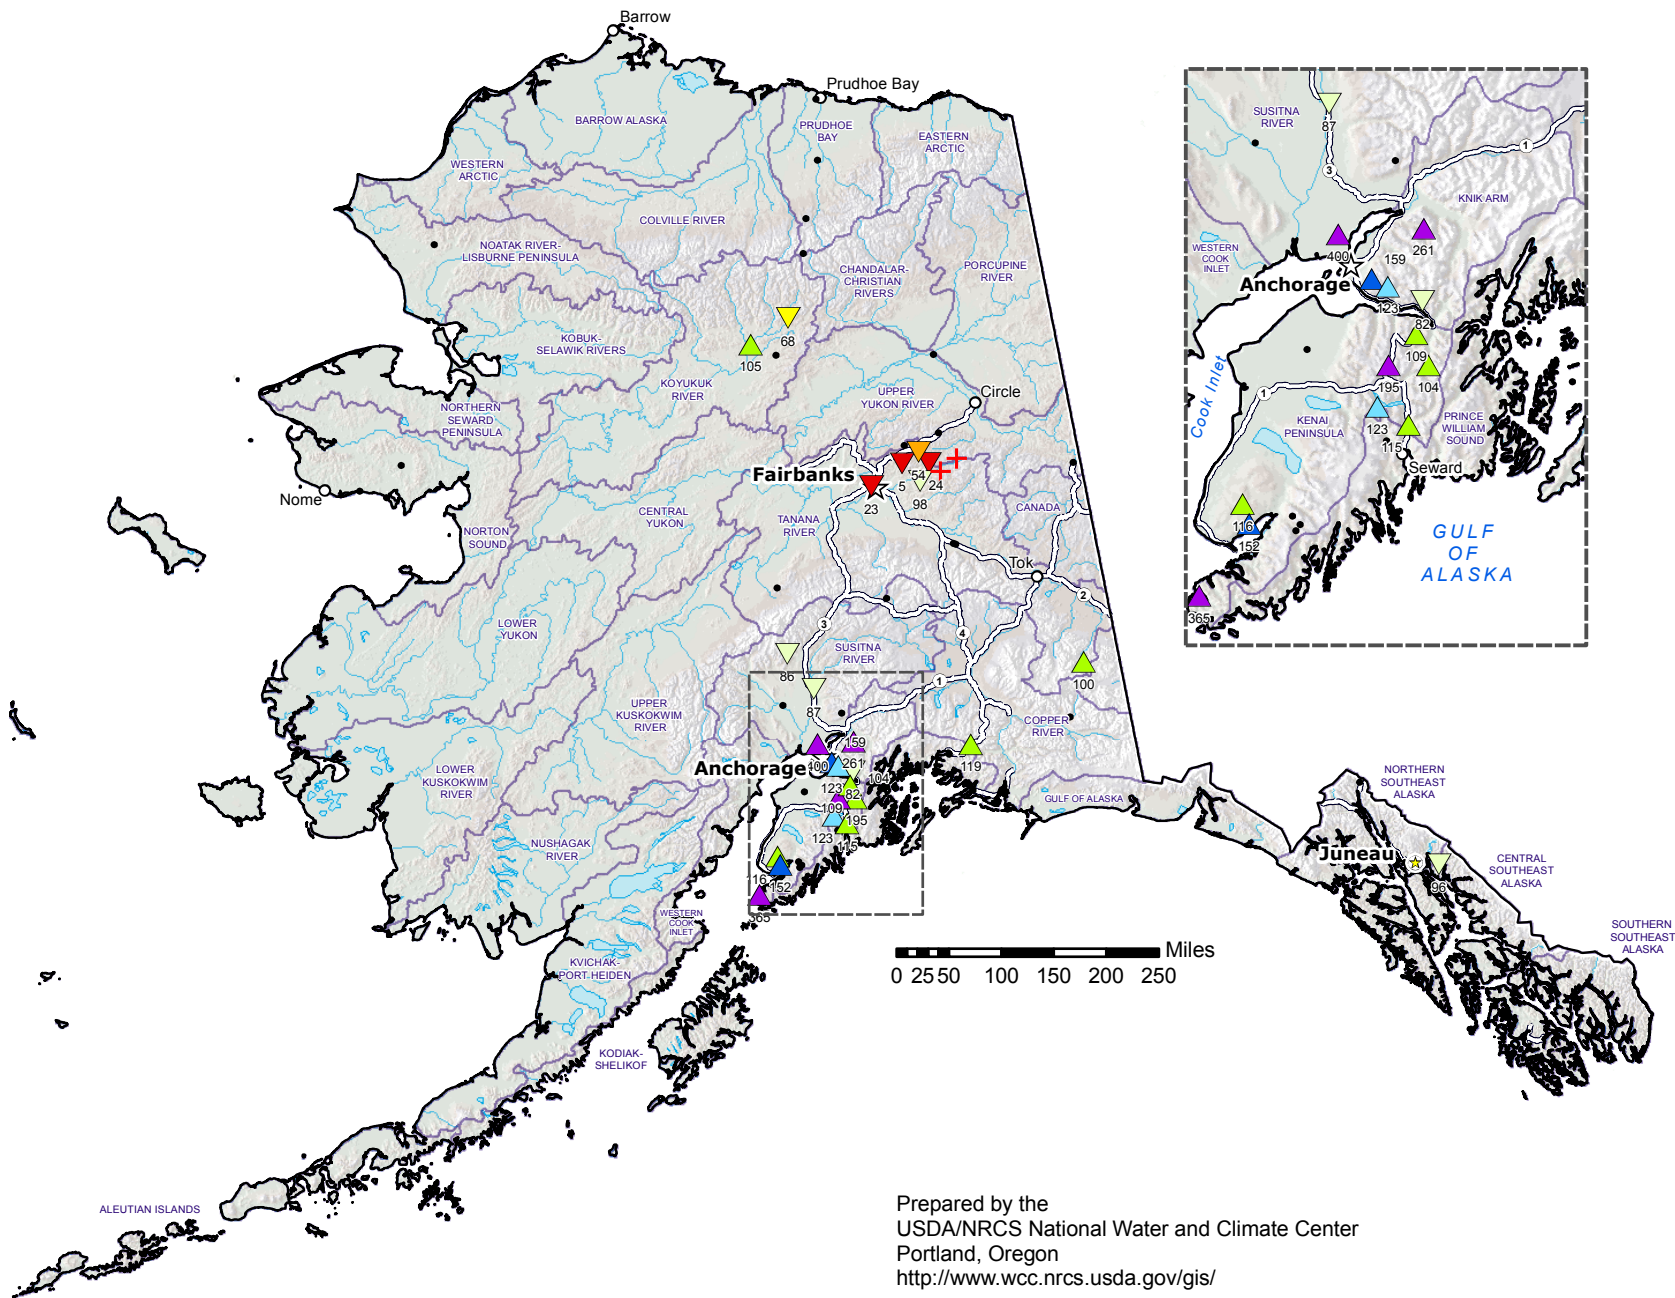 Barrow
Prudhoe Bay
BARROW ALASKA
PRUDHOE
BAY
EASTERN
ARCTIC
WESTERN
ARCTIC
COLVILLE RIVER
NOATAK RIVER-
LISBURNE PENINSULA
CHANDALAR-
CHRISTIAN
RIVERS
PORCUPINE
RIVER
KOBUK-
SELAWIK RIVERS
68
105
KOYUKUK
RIVER
UPPER
YUKON RIVER
Circle
NORTHERN
SEWARD
PENINSULA
Fairbanks
54
5
24
98
23
Nome
CENTRAL
YUKON
TANANA
RIVER
CANADA
NORTON
SOUND
Tok
2
3
4
LOWER
YUKON
SUSITNA
RIVER
86
100
1
87
UPPER
KUSKOKWIM
RIVER
COPPER
RIVER
159
400
261
119
Anchorage
104
123
82
109
195
123
115
LOWER
KUSKOKWIM
RIVER
GULF OF ALASKA
NUSHAGAK
RIVER
116
152
365
WESTERN
COOK
INLET
KVICHAK-
PORT HEIDEN
KODIAK-
SHELIKOF
ALEUTIAN ISLANDS
Miles
0 25 50 100 150 200 250
NORTHERN
SOUTHEAST
ALASKA
Juneau
96
CENTRAL
SOUTHEAST
ALASKA
SOUTHERN
SOUTHEAST
ALASKA
SUSITNA
RIVER
87
1
3
KNIK ARM
WESTERN
COOK
INLET
400
159
261
Anchorage
123
82
109
195
104
Cook Inlet
1
KENAI
PENINSULA
123
115
PRINCE
WILLIAM
SOUND
Seward
116
152
365
GULF
OF
ALASKA
Prepared by the
USDA/NRCS National Water and Climate Center
Portland, Oregon
http://www.wcc.nrcs.usda.gov/gis/